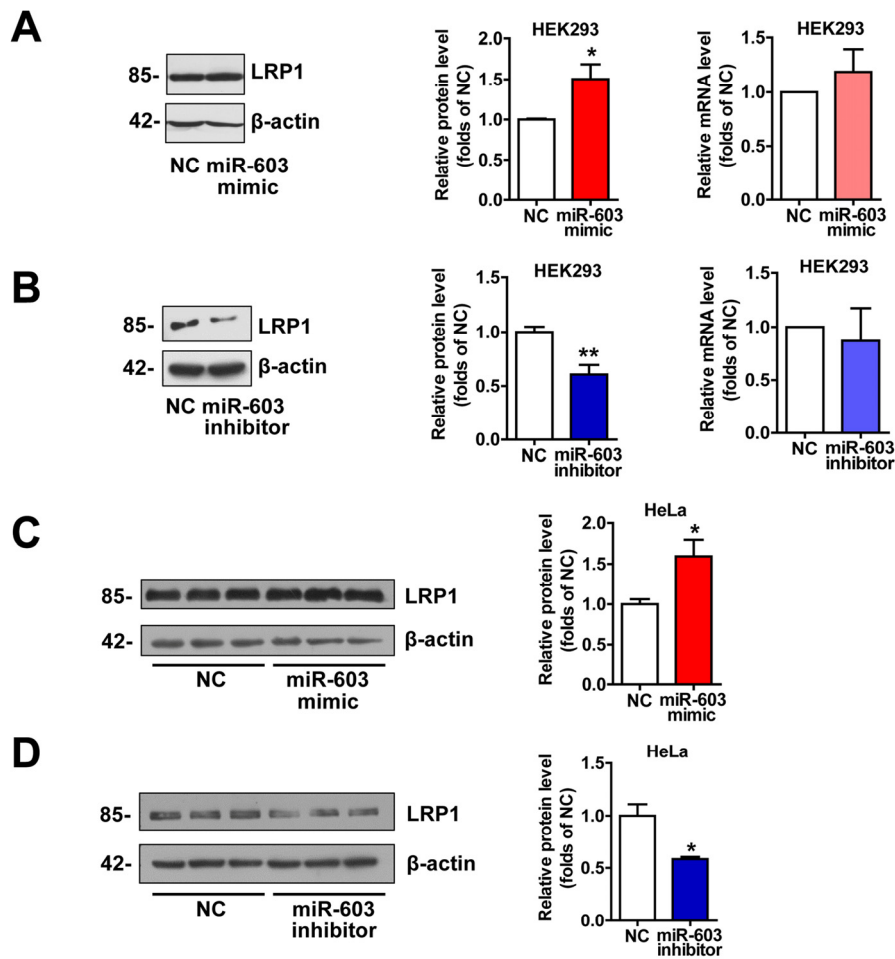 A
85-
LRP1
42-
β-actin
NC miR-603
mimic
HEK293
Relative protein level
(folds of NC)
2.0
1.5
1.0
0.5
0.0
*
NC miR-603
mimic
HEK293
Relative mRNA level
(folds of NC)
1.5
1.0
0.5
1.0
NC miR-603
mimic
B
85-
LRP1
42-
β-actin
NC miR-603
inhibitor
HEK293
Relative protein level
(folds of NC)
1.5
1.0
0.5
0.0
**
NC miR-603
inhibitor
HEK293
Relative mRNA level
(folds of NC)
1.5
1.0
0.5
0.0
NC miR-603
inhibitor
C
85-
LRP1
42-
β-actin
NC miR-603
mimic
HeLa
Relative protein level
(folds of NC)
2.0
1.5
1.0
0.5
0.0
*
NC miR-603
mimic
D
85-
LRP1
42-
β-actin
NC miR-603
inhibitor
HeLa
Relative protein level
(folds of NC)
1.5
1.0
0.5
0.0
*
NC miR-603
inhibitor